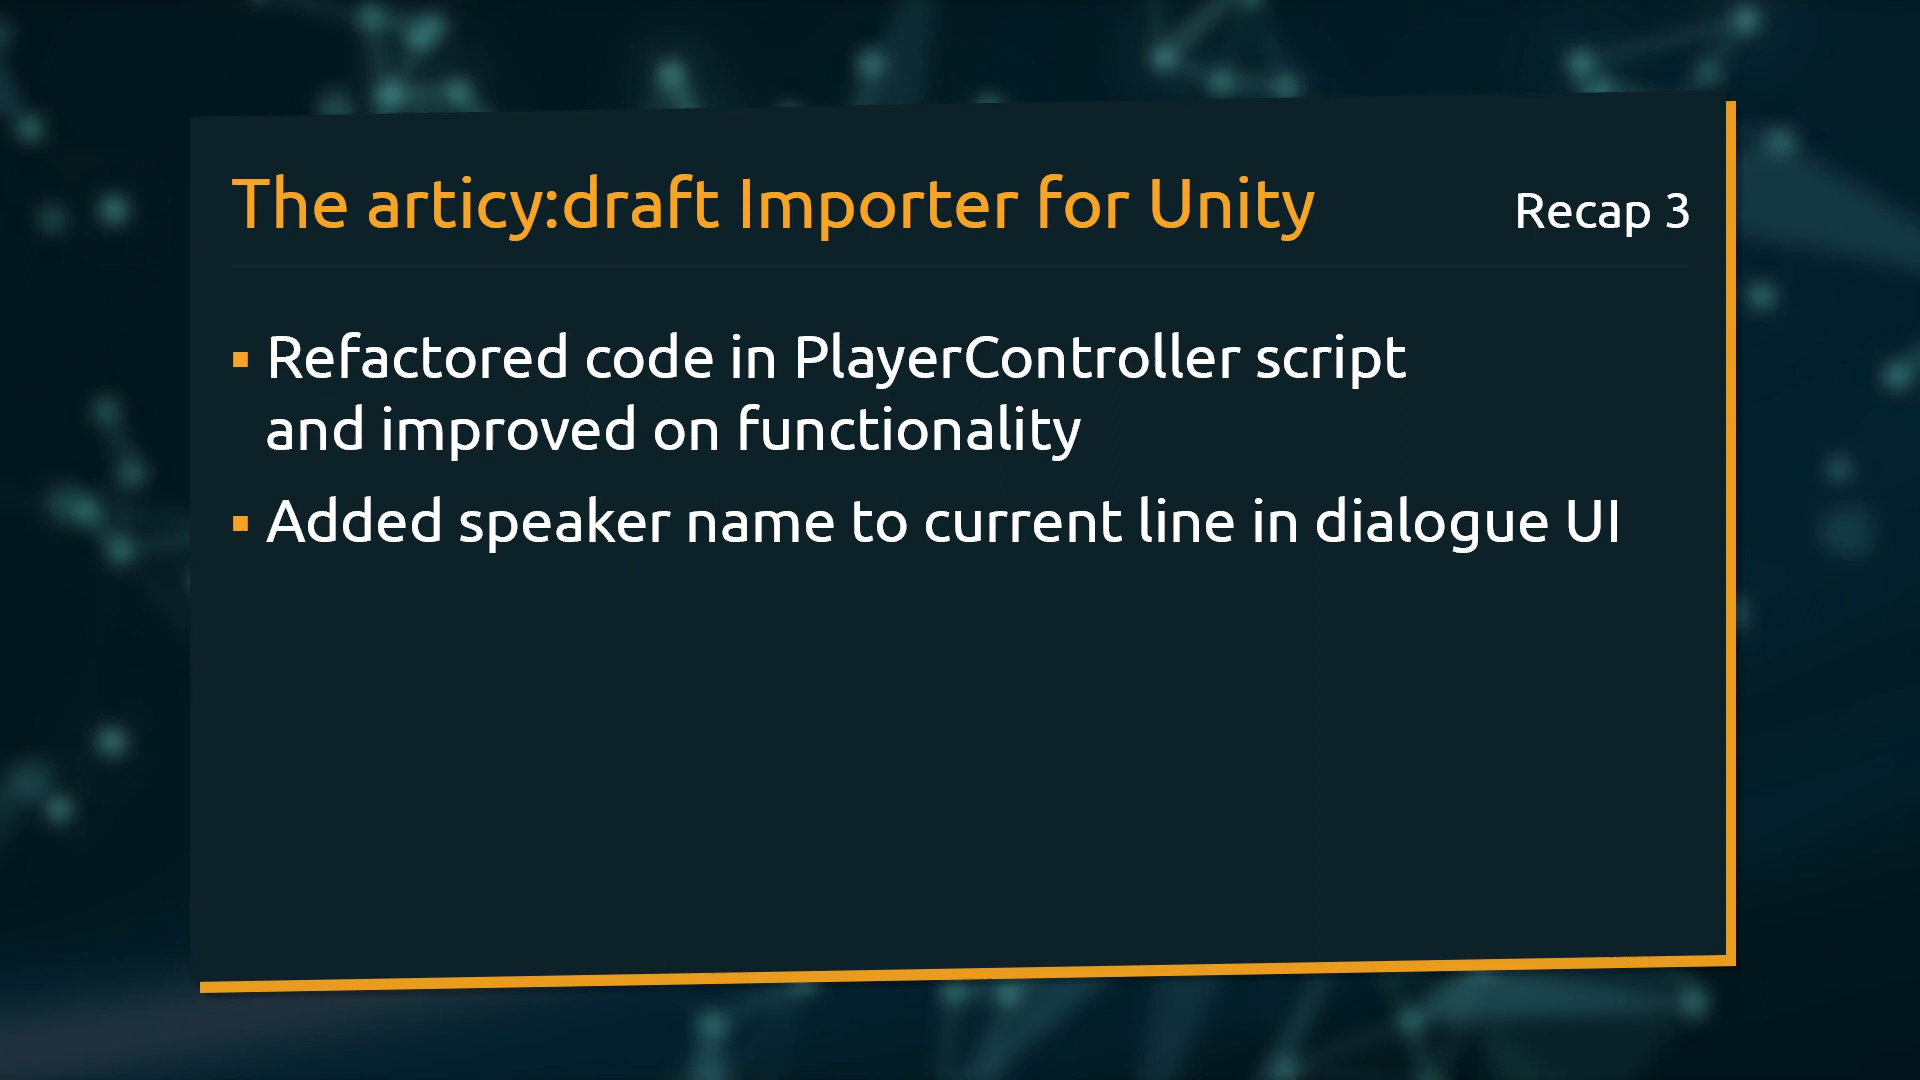 The articy:draft Importer for Unity
Recap 3
▪ Refactored code in PlayerController script
and improved on functionality
▪ Added speaker name to current line in dialogue UI